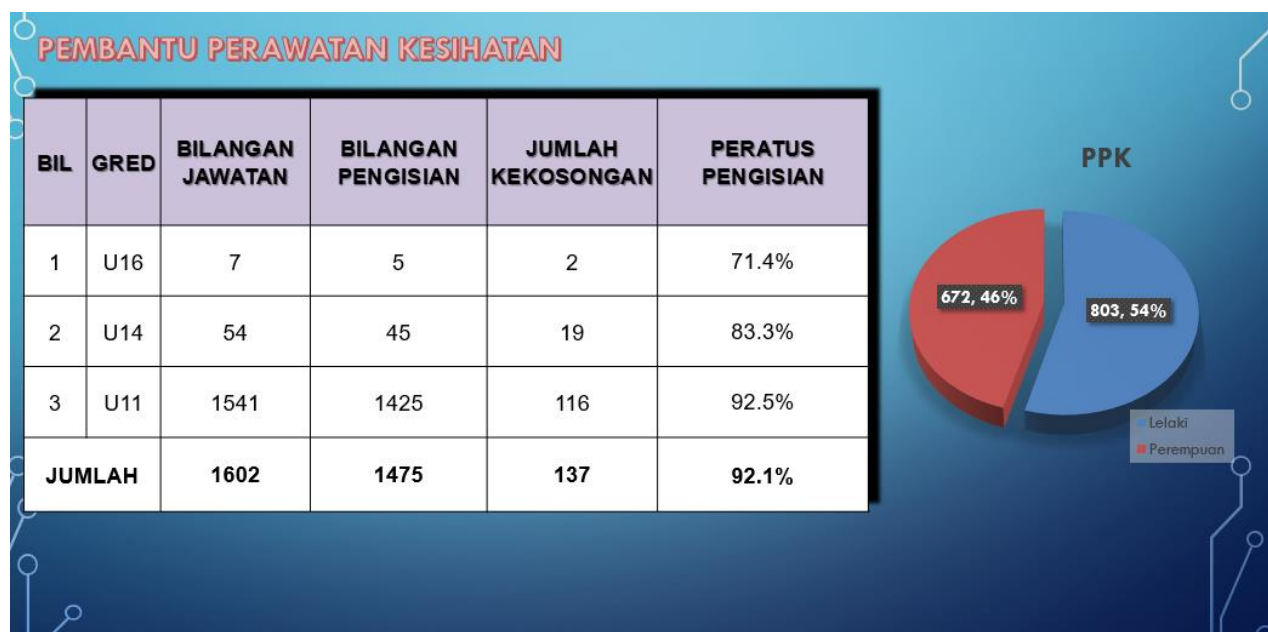 PEMBANTU PERAWATAN KESIHATAN
BIL GRED BILANGAN JAWATAN BILANGAN PENGISIAN JUMLAH KEKOSONGAN PERATUS PENGISIAN
1 U16 7 5 2 71.4%
2 U14 54 45 19 83.3%
3 U11 1541 1425 116 92.5%
JUMLAH 1602 1475 137 92.1%
PPK
672, 46%
803, 54%
Lelaki
Perempuan